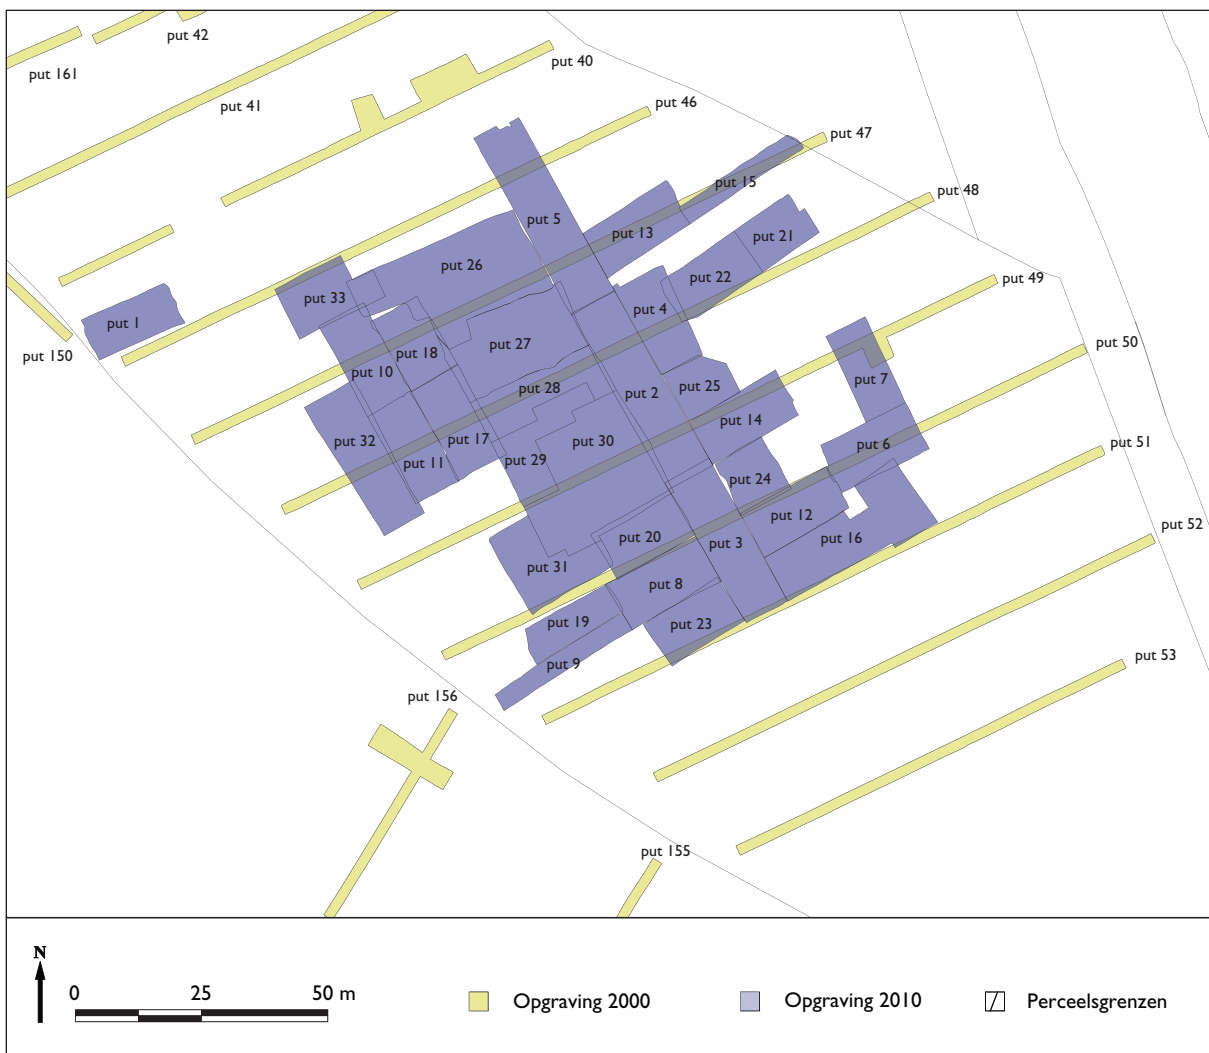 put 42
put 161
put 40
put 41
put 46
put 47
put 15
put 48
put 5
put 13
put 21
put 26
put 22
put 49
put 33
put 4
put 1
put 50
put 27
put 150
put 18
put 10
put 7
put 28
put 25
put 2
put 14
put 17
put 30
put 32
put 51
put 6
put 29
put 11
put 24
put 12
put 52
put 20
put 3
put 16
put 31
put 8
put 19
put 23
put 53
put 9
put 156
put 155
N
0 25 50 m
Opgraving 2000
Opgraving 2010
Perceelsgrenzen